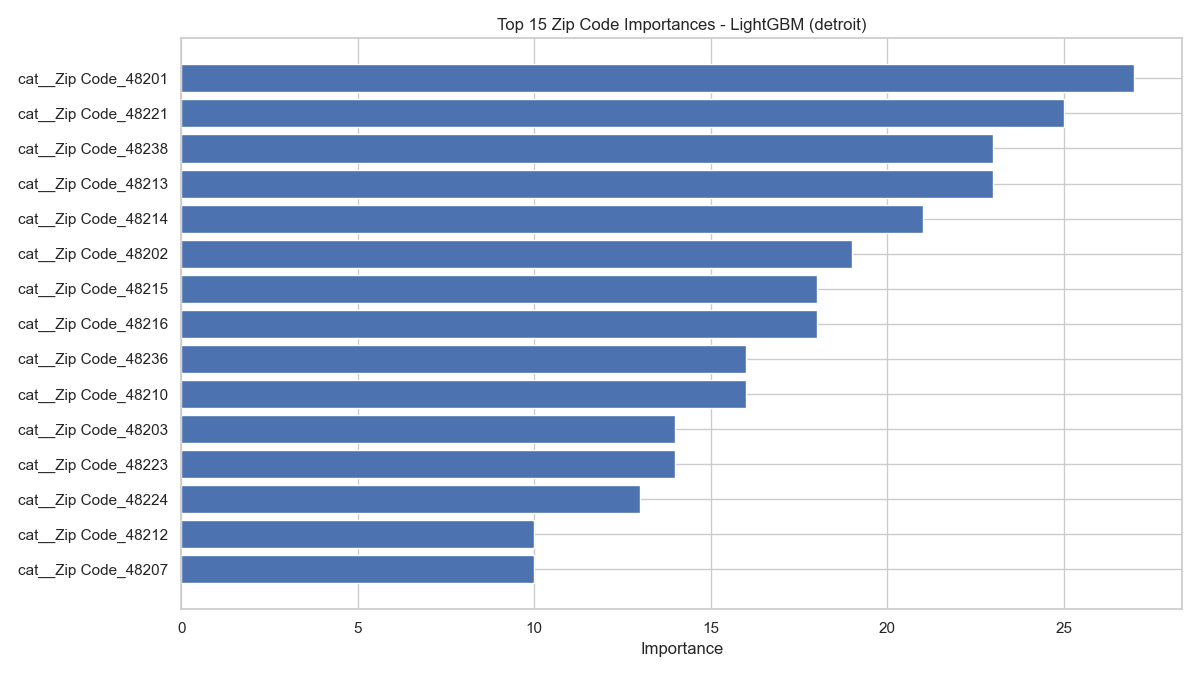 Top 15 Zip Code Importances - LightGBM (detroit)
cat__Zip Code_48201
cat__Zip Code_48221
cat__Zip Code_48238
cat__Zip Code_48213
cat__Zip Code_48214
cat__Zip Code_48202
cat__Zip Code_48215
cat__Zip Code_48216
cat__Zip Code_48236
cat__Zip Code_48210
cat__Zip Code_48203
cat__Zip Code_48223
cat__Zip Code_48224
cat__Zip Code_48212
cat__Zip Code_48207
0 5 10 15 20 25
Importance